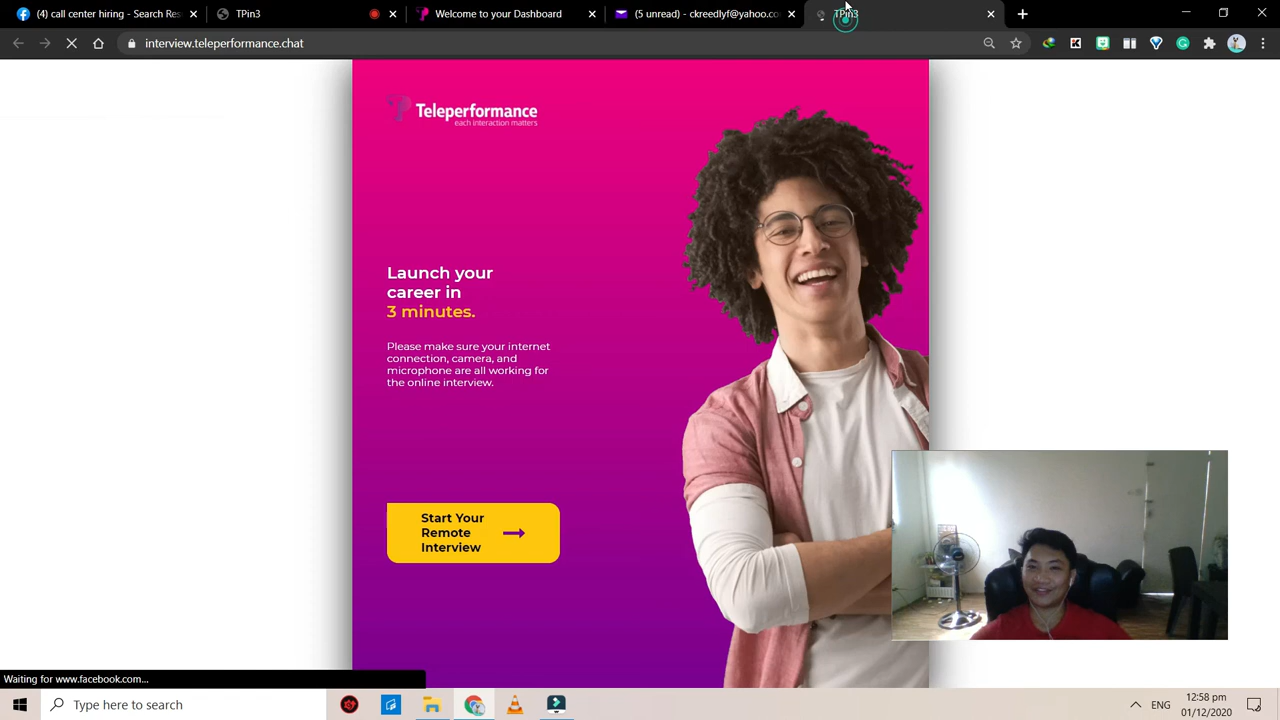 (4) call center hiring - Search Res
TPin3
Welcome to your Dashboard
(5 unread) - ckreedlyf@yahoo.co
TPin3
interview.teleperformance.chat
Teleperformance
each interaction matters
Launch your
career in
3 minutes.
Please make sure your internet
connection, camera, and
microphone are all working for
the online interview.
Start Your
Remote
Interview
Waiting for www.facebook.com...
Type here to search
ENG
12:58 pm
01/12/2020